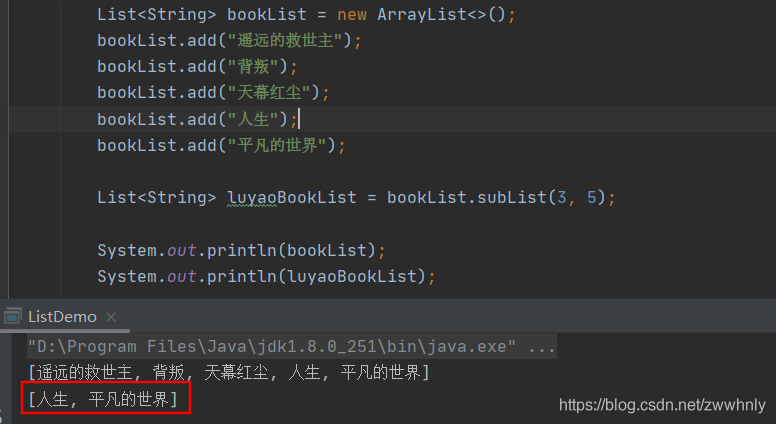 List<String> bookList = new ArrayList<>();
bookList.add("遥远的救世主");
bookList.add("背叛");
bookList.add("天幕红尘");
bookList.add("人生");
bookList.add("平凡的世界");
List<String> luyaoBookList = bookList.subList(3, 5);
System.out.println(bookList);
System.out.println(luyaoBookList);
ListDemo ×
"D:\Program Files\Java\jdk1.8.0_251\bin\java.exe" ...
[遥远的救世主, 背叛, 天幕红尘, 人生, 平凡的世界]
[人生, 平凡的世界]
https://blog.csdn.net/zwwhnly